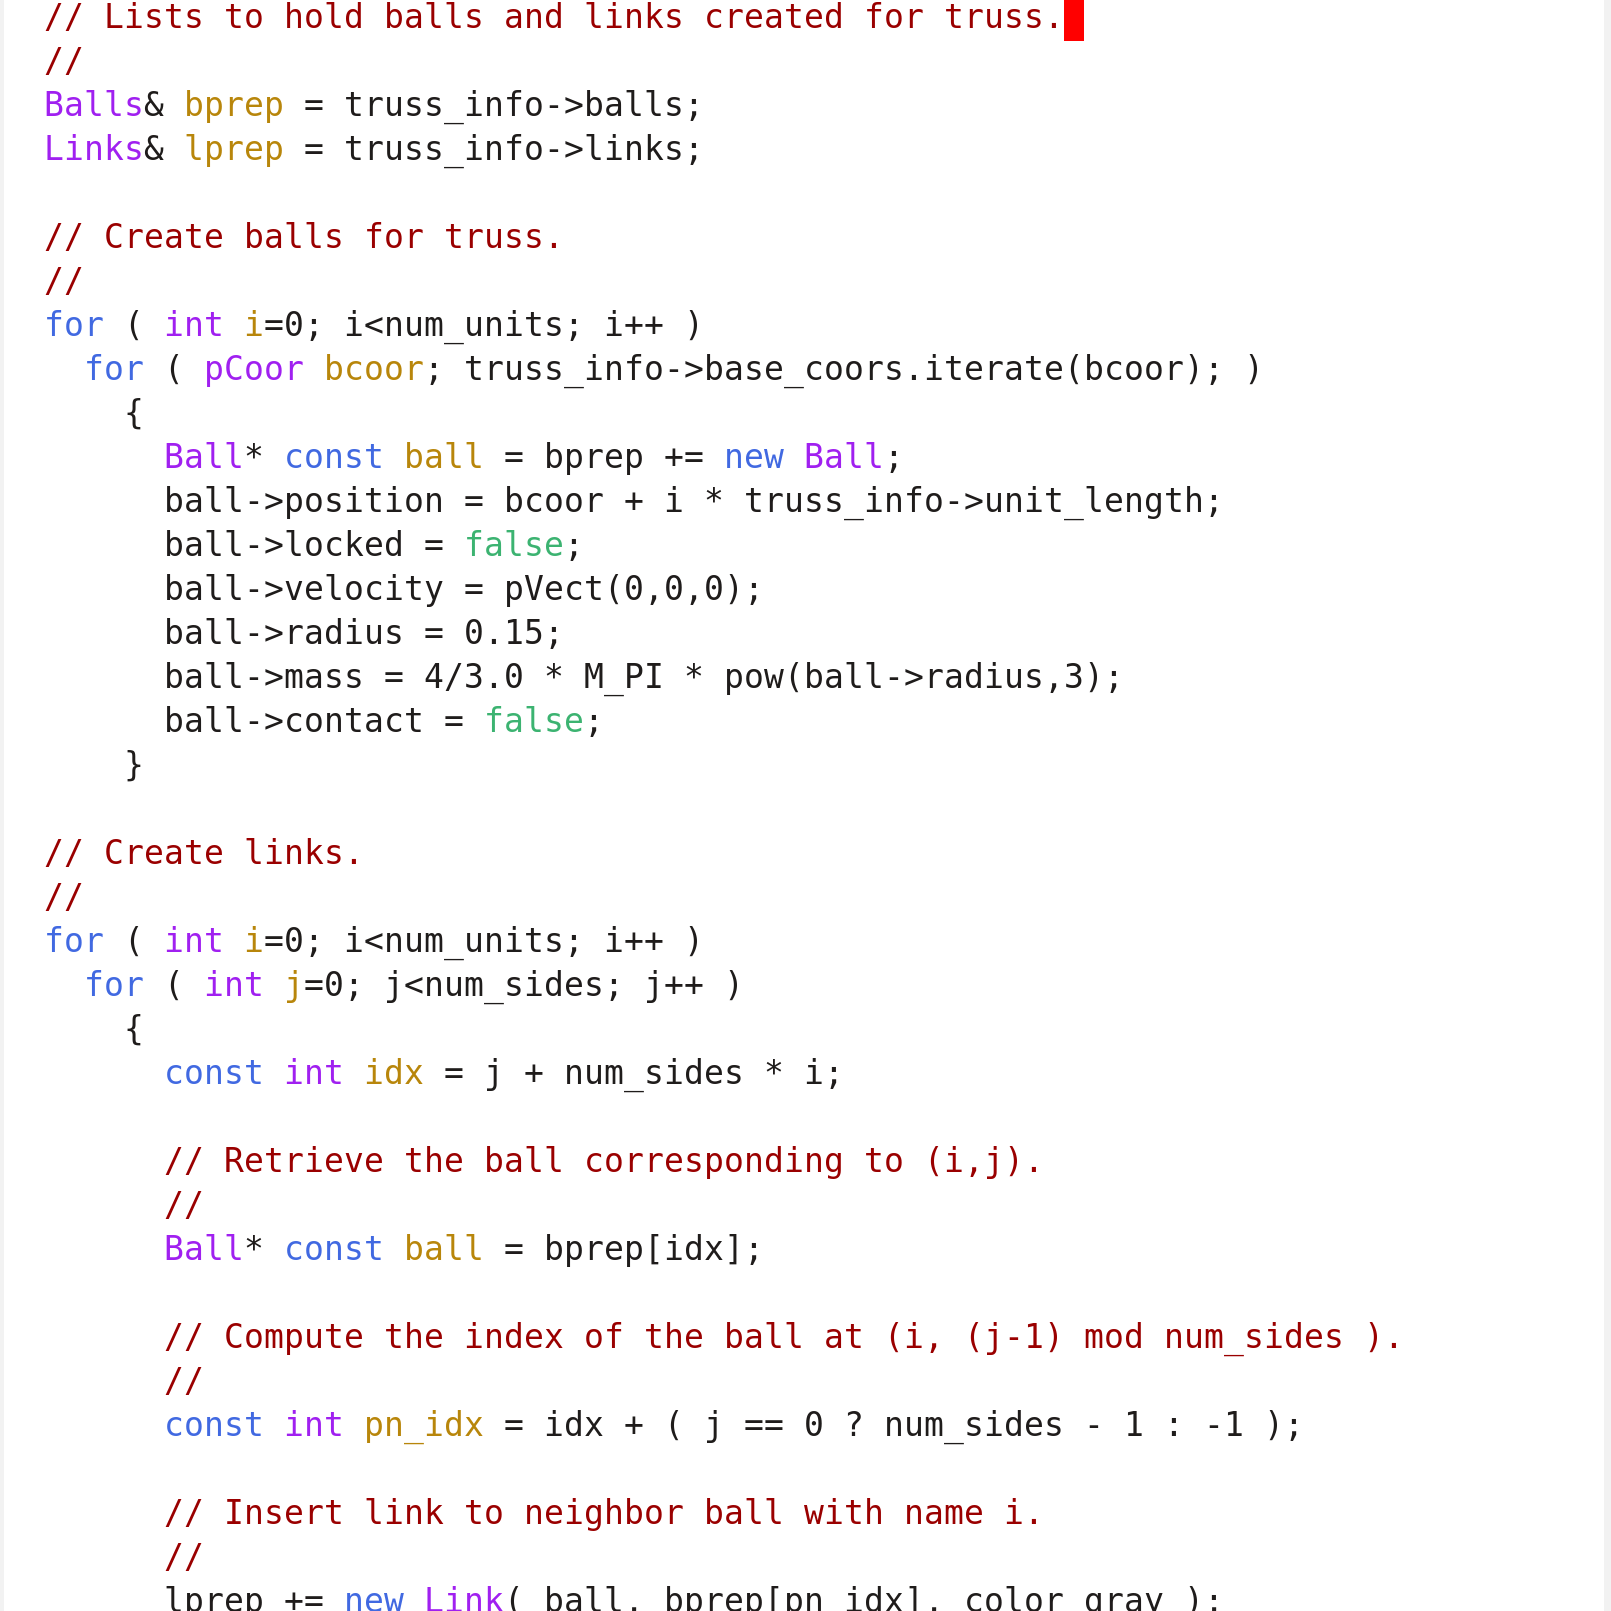 // Lists to hold balls and links created for truss.
//
Balls& bprep = truss_info->balls;
Links& lprep = truss_info->links;

// Create balls for truss.
//
for ( int i=0; i<num_units; i++ )
  for ( pCoor bcoor; truss_info->base_coors.iterate(bcoor); )
    {
      Ball* const ball = bprep += new Ball;
      ball->position = bcoor + i * truss_info->unit_length;
      ball->locked = false;
      ball->velocity = pVect(0,0,0);
      ball->radius = 0.15;
      ball->mass = 4/3.0 * M_PI * pow(ball->radius,3);
      ball->contact = false;
    }

// Create links.
//
for ( int i=0; i<num_units; i++ )
  for ( int j=0; j<num_sides; j++ )
    {
      const int idx = j + num_sides * i;

      // Retrieve the ball corresponding to (i,j).
      //
      Ball* const ball = bprep[idx];

      // Compute the index of the ball at (i, (j-1) mod num_sides ).
      //
      const int pn_idx = idx + ( j == 0 ? num_sides - 1 : -1 );

      // Insert link to neighbor ball with name i.
      //
      lprep += new Link( ball, bprep[pn_idx], color_gray );